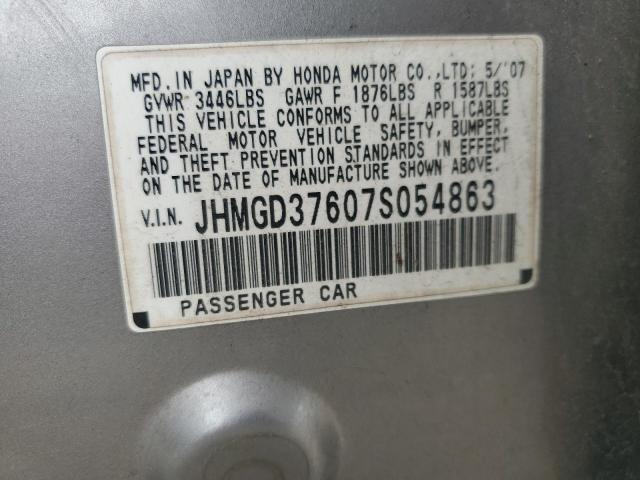 MFD. IN JAPAN BY HONDA MOTOR CO.,LTD: 5/'07
GVWR 3446LBS GAWR F 1876LBS R 1587LBS
THIS VEHICLE CONFORMS TO ALL APPLICABLE
FEDERAL MOTOR VEHICLE SAFETY, BUMPER,
AND THEFT PREVENTION STANDARDS IN EFFECT
ON THE DATE OF MANUFACTURE SHOWN ABOVE.
V.I.N. JHMGD37607S054863
PASSENGER CAR